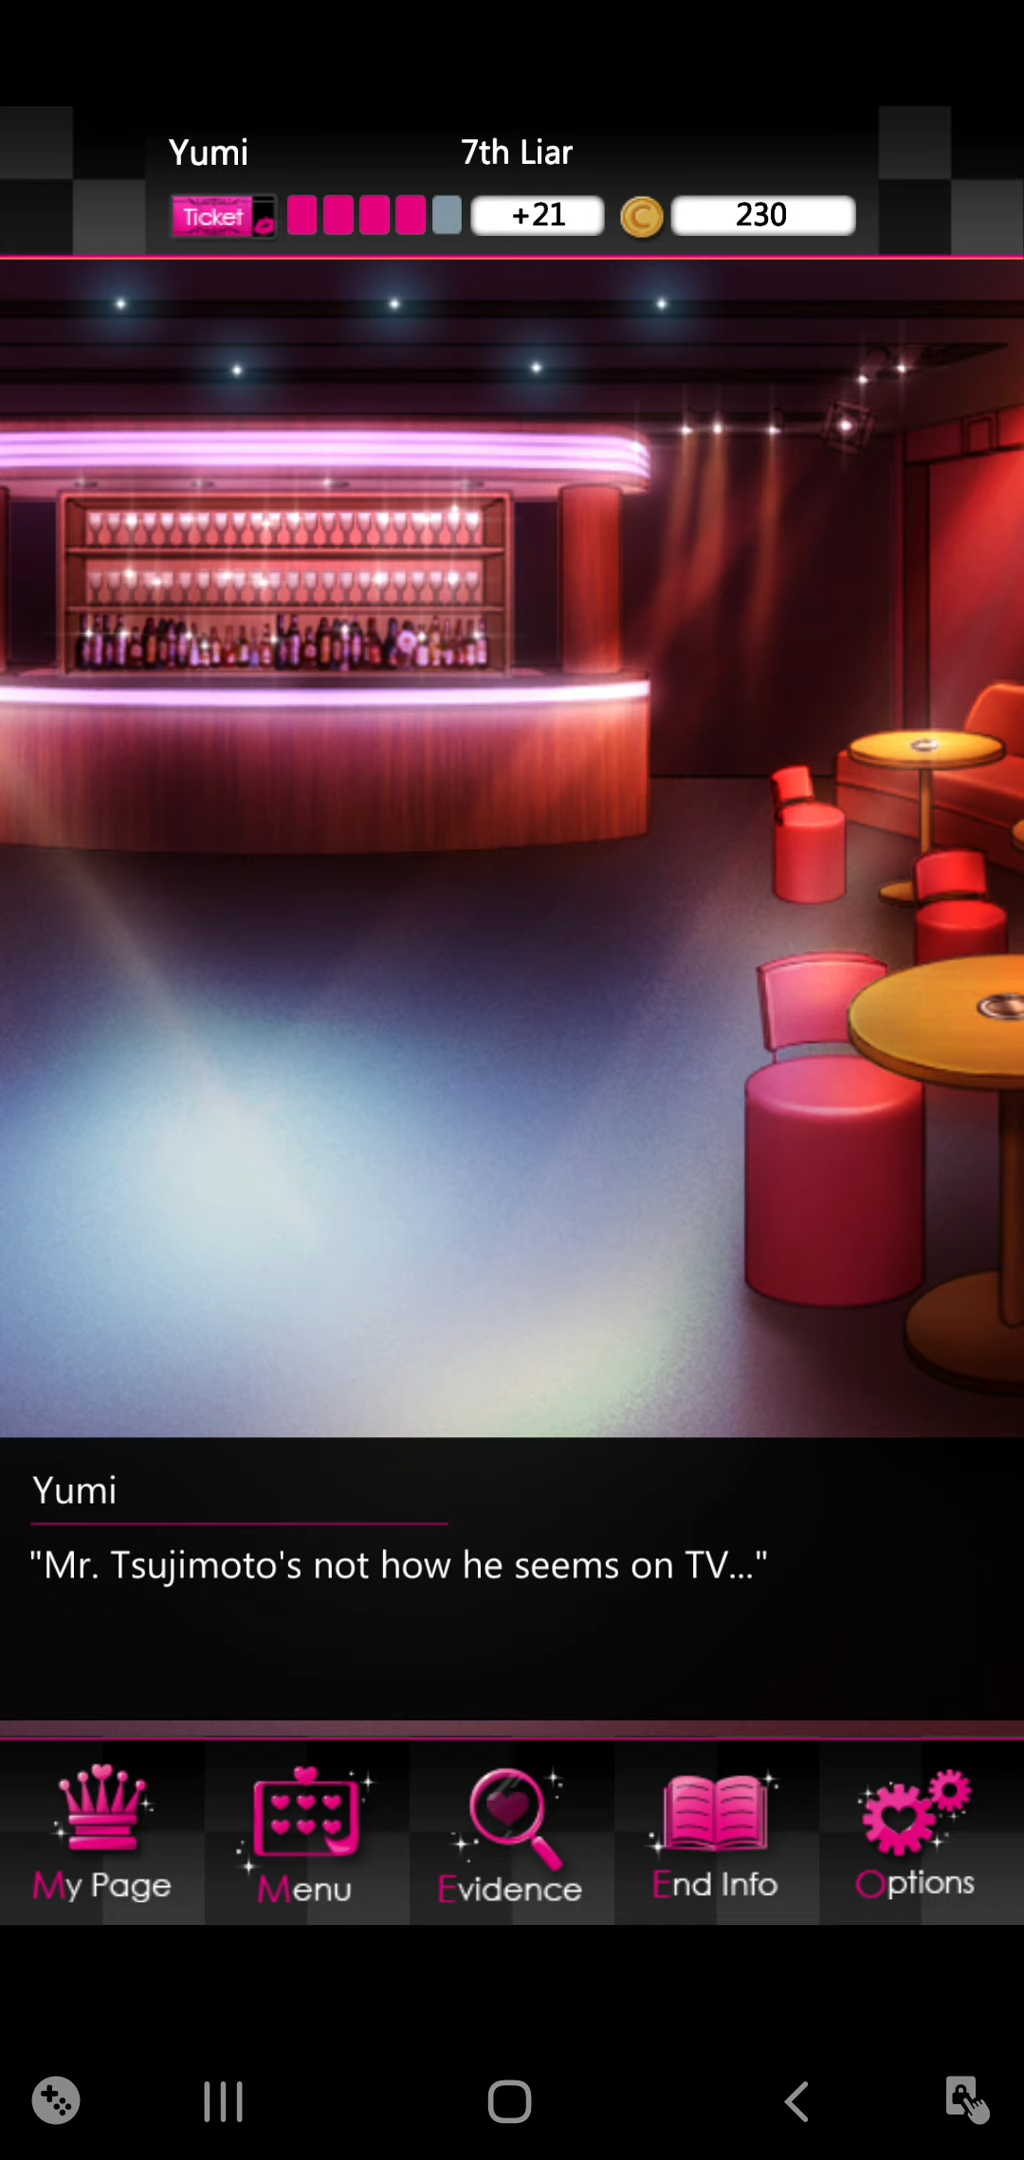 Yumi
7th Liar
Ticket
+21
C
230
Yumi
"Mr. Tsujimoto's not how he seems on TV..."
My Page
Menu
Evidence
End Info
Options